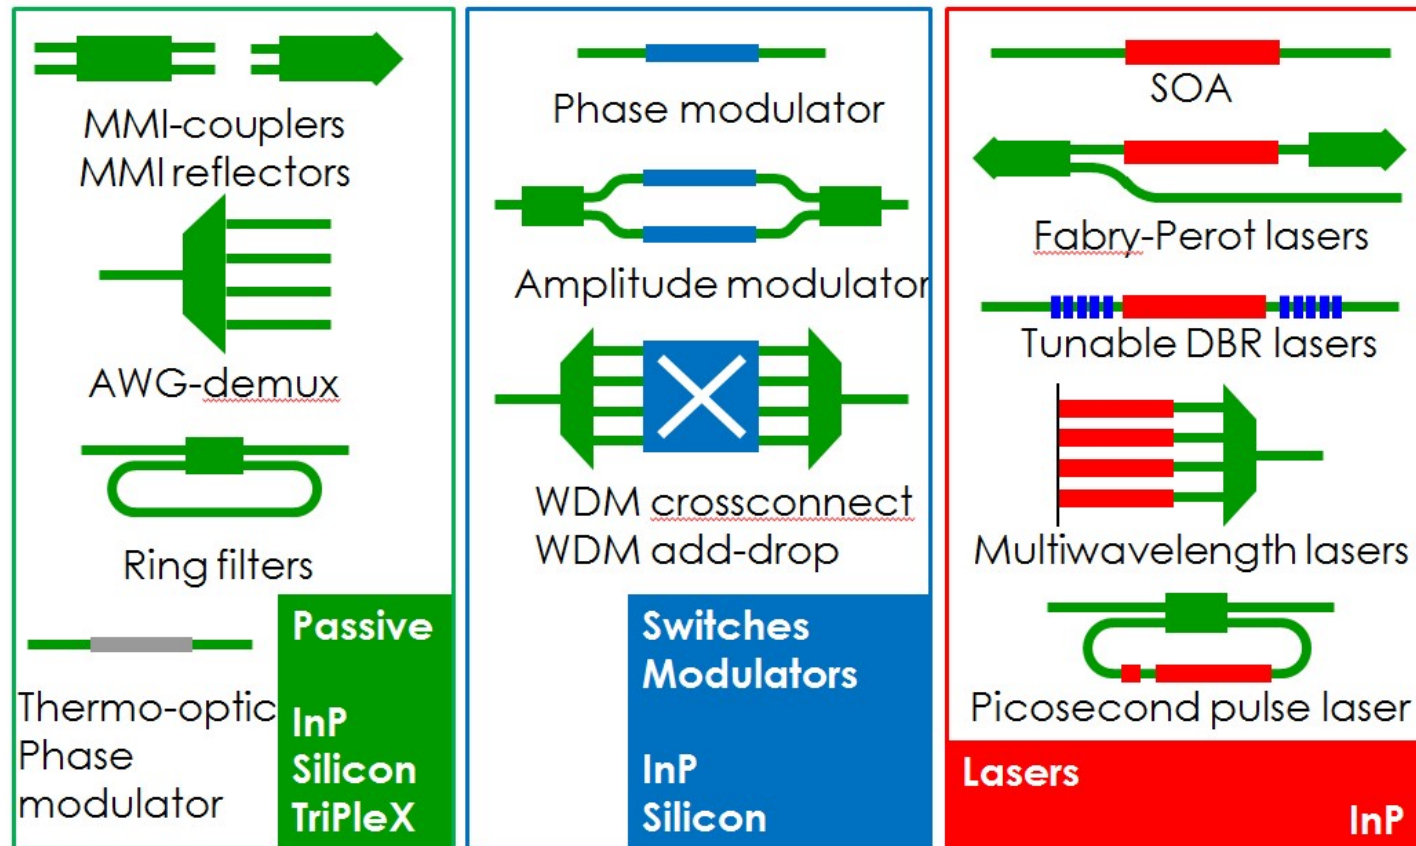 MMI-couplers
MMI reflectors
AWG-demux
Ring filters
Thermo-optic
Phase
modulator
Passive
InP
Silicon
TriPleX
Phase modulator
Amplitude modulator
WDM crossconnect
WDM add-drop
Switches
Modulators
InP
Silicon
SOA
Fabry-Perot lasers
Tunable DBR lasers
Multiwavelength lasers
Picosecond pulse laser
Lasers
InP